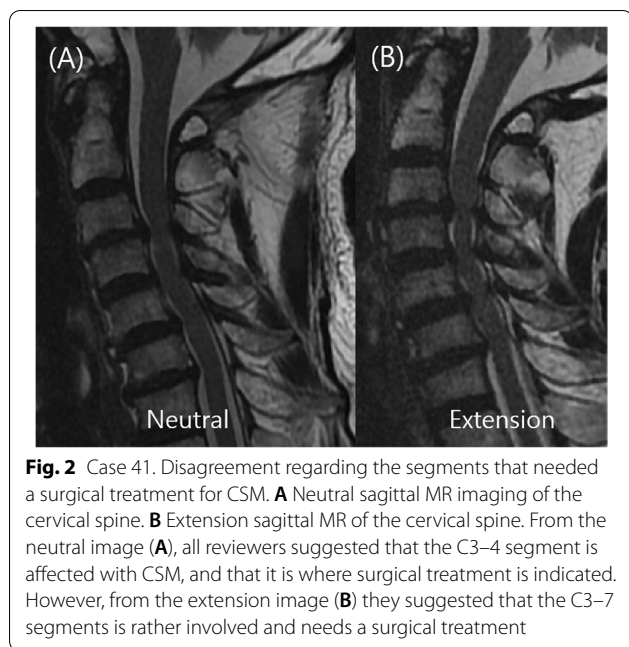 (A)
(B)
Neutral
Extension
Fig. 2 Case 41. Disagreement regarding the segments that needed
a surgical treatment for CSM. A Neutral sagittal MR imaging of the
cervical spine. B Extension sagittal MR of the cervical spine. From the
neutral image (A), all reviewers suggested that the C3–4 segment is
affected with CSM, and that it is where surgical treatment is indicated.
However, from the extension image (B) they suggested that the C3–7
segments is rather involved and needs a surgical treatment